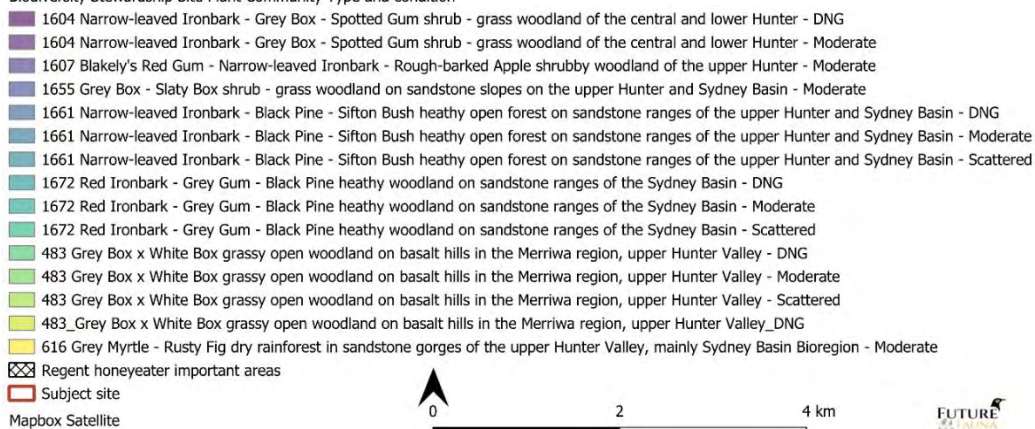 Biodiversity Stewardship Site Plant Community Type and condition
1604 Narrow-leaved Ironbark - Grey Box - Spotted Gum shrub - grass woodland of the central and lower Hunter - DNG
1604 Narrow-leaved Ironbark - Grey Box - Spotted Gum shrub - grass woodland of the central and lower Hunter - Moderate
1607 Blakely's Red Gum - Narrow-leaved Ironbark - Rough-barked Apple shrubby woodland of the upper Hunter - Moderate
1655 Grey Box - Slaty Box shrub - grass woodland on sandstone slopes on the upper Hunter and Sydney Basin - Moderate
1661 Narrow-leaved Ironbark - Black Pine - Sifton Bush heathy open forest on sandstone ranges of the upper Hunter and Sydney Basin - DNG
1661 Narrow-leaved Ironbark - Black Pine - Sifton Bush heathy open forest on sandstone ranges of the upper Hunter and Sydney Basin - Moderate
1661 Narrow-leaved Ironbark - Black Pine - Sifton Bush heathy open forest on sandstone ranges of the upper Hunter and Sydney Basin - Scattered
1672 Red Ironbark - Grey Gum - Black Pine heathy woodland on sandstone ranges of the Sydney Basin - DNG
1672 Red Ironbark - Grey Gum - Black Pine heathy woodland on sandstone ranges of the Sydney Basin - Moderate
1672 Red Ironbark - Grey Gum - Black Pine heathy woodland on sandstone ranges of the Sydney Basin - Scattered
483 Grey Box x White Box grassy open woodland on basalt hills in the Merriwa region, upper Hunter Valley - DNG
483 Grey Box x White Box grassy open woodland on basalt hills in the Merriwa region, upper Hunter Valley - Moderate
483 Grey Box x White Box grassy open woodland on basalt hills in the Merriwa region, upper Hunter Valley - Scattered
483_Grey Box x White Box grassy open woodland on basalt hills in the Merriwa region, upper Hunter Valley_DNG
616 Grey Myrtle - Rusty Fig dry rainforest in sandstone gorges of the upper Hunter Valley, mainly Sydney Basin Bioregion - Moderate
Regent honeyeater important areas
Subject site
Mapbox Satellite
0 2 4 km
FUTURE
FAUNA